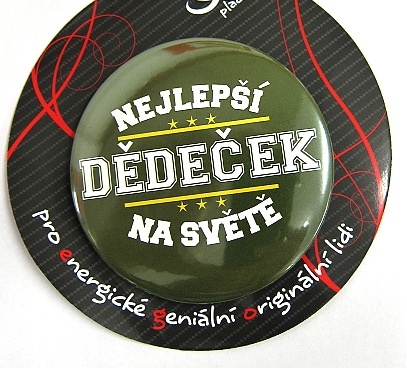 NEJLEPŠÍ
DĚDEČEK
NA SVĚTĚ
pro energické geniální originální lidi